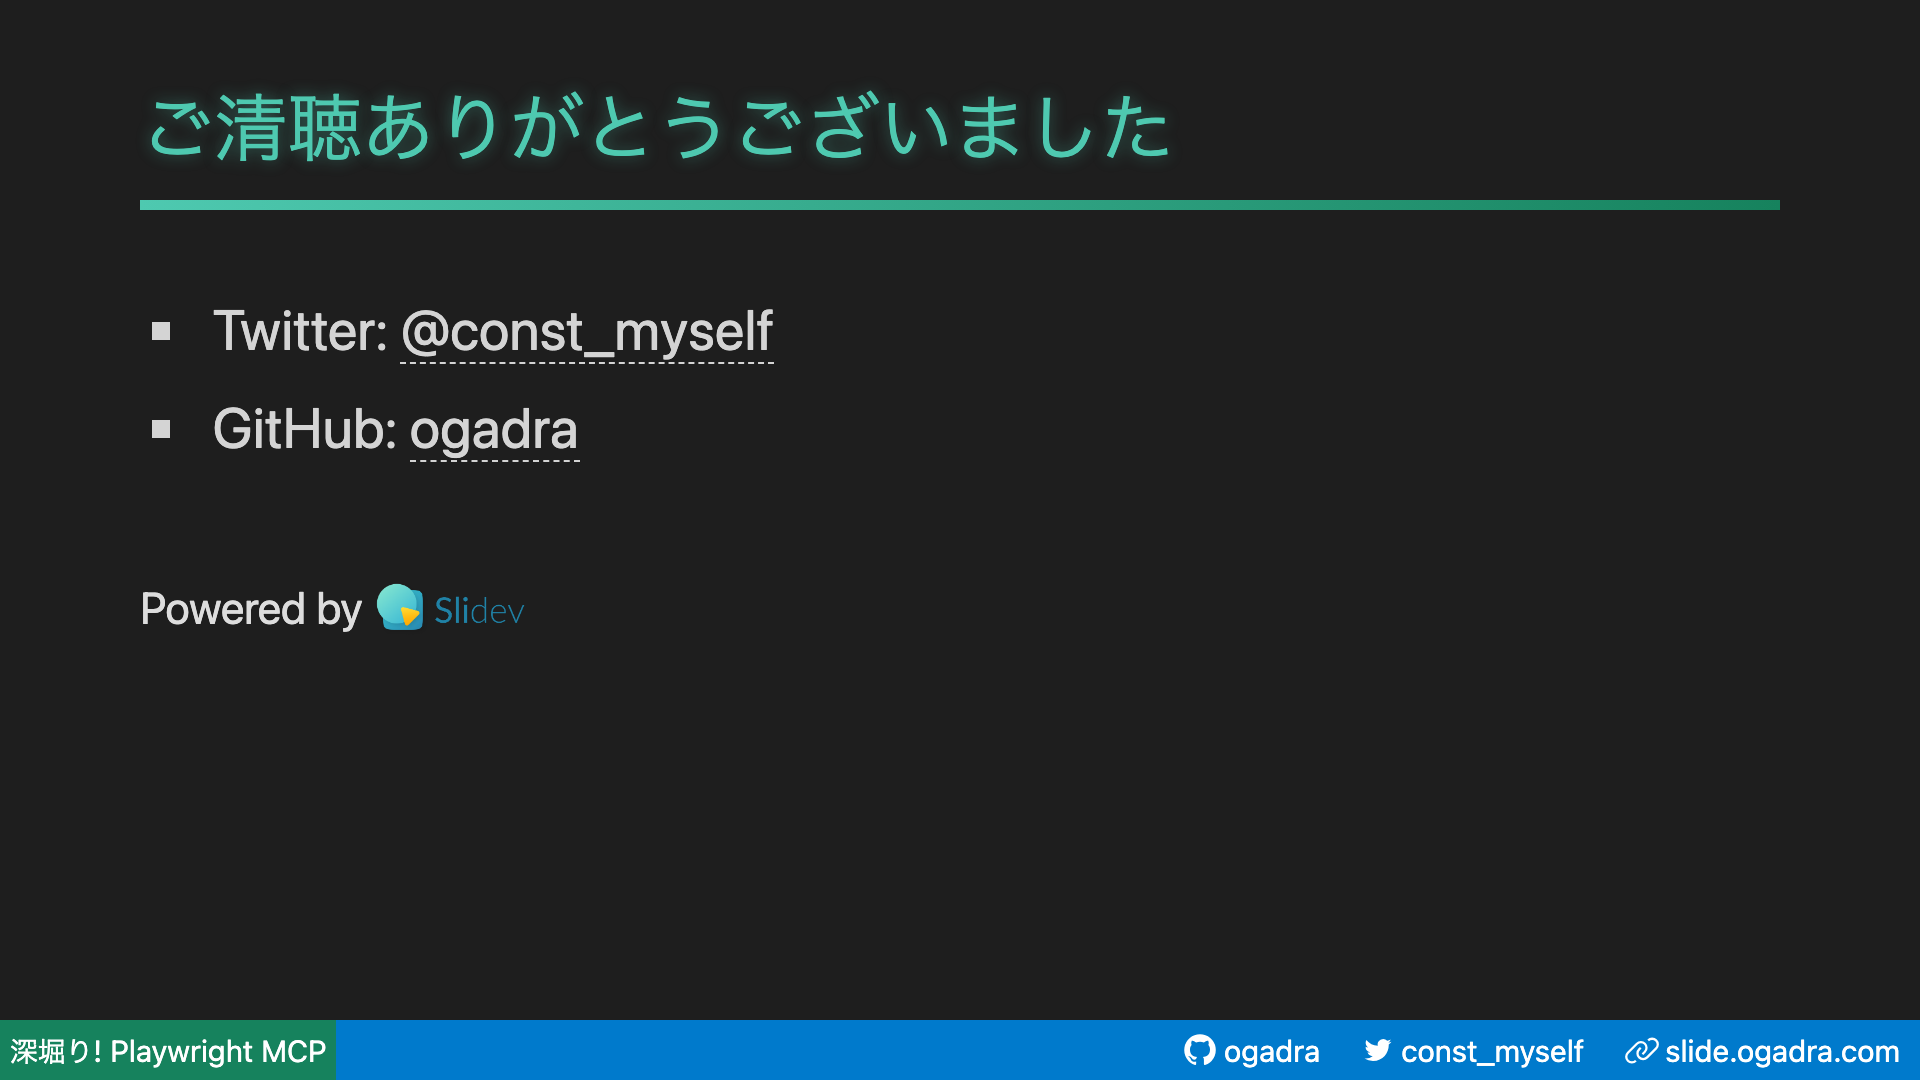 ご清聴ありがとうございました
Twitter: @const_myself
GitHub: ogadra
Powered by Slidev
深堀り! Playwright MCP
ogadra const_myself slide.ogadra.com